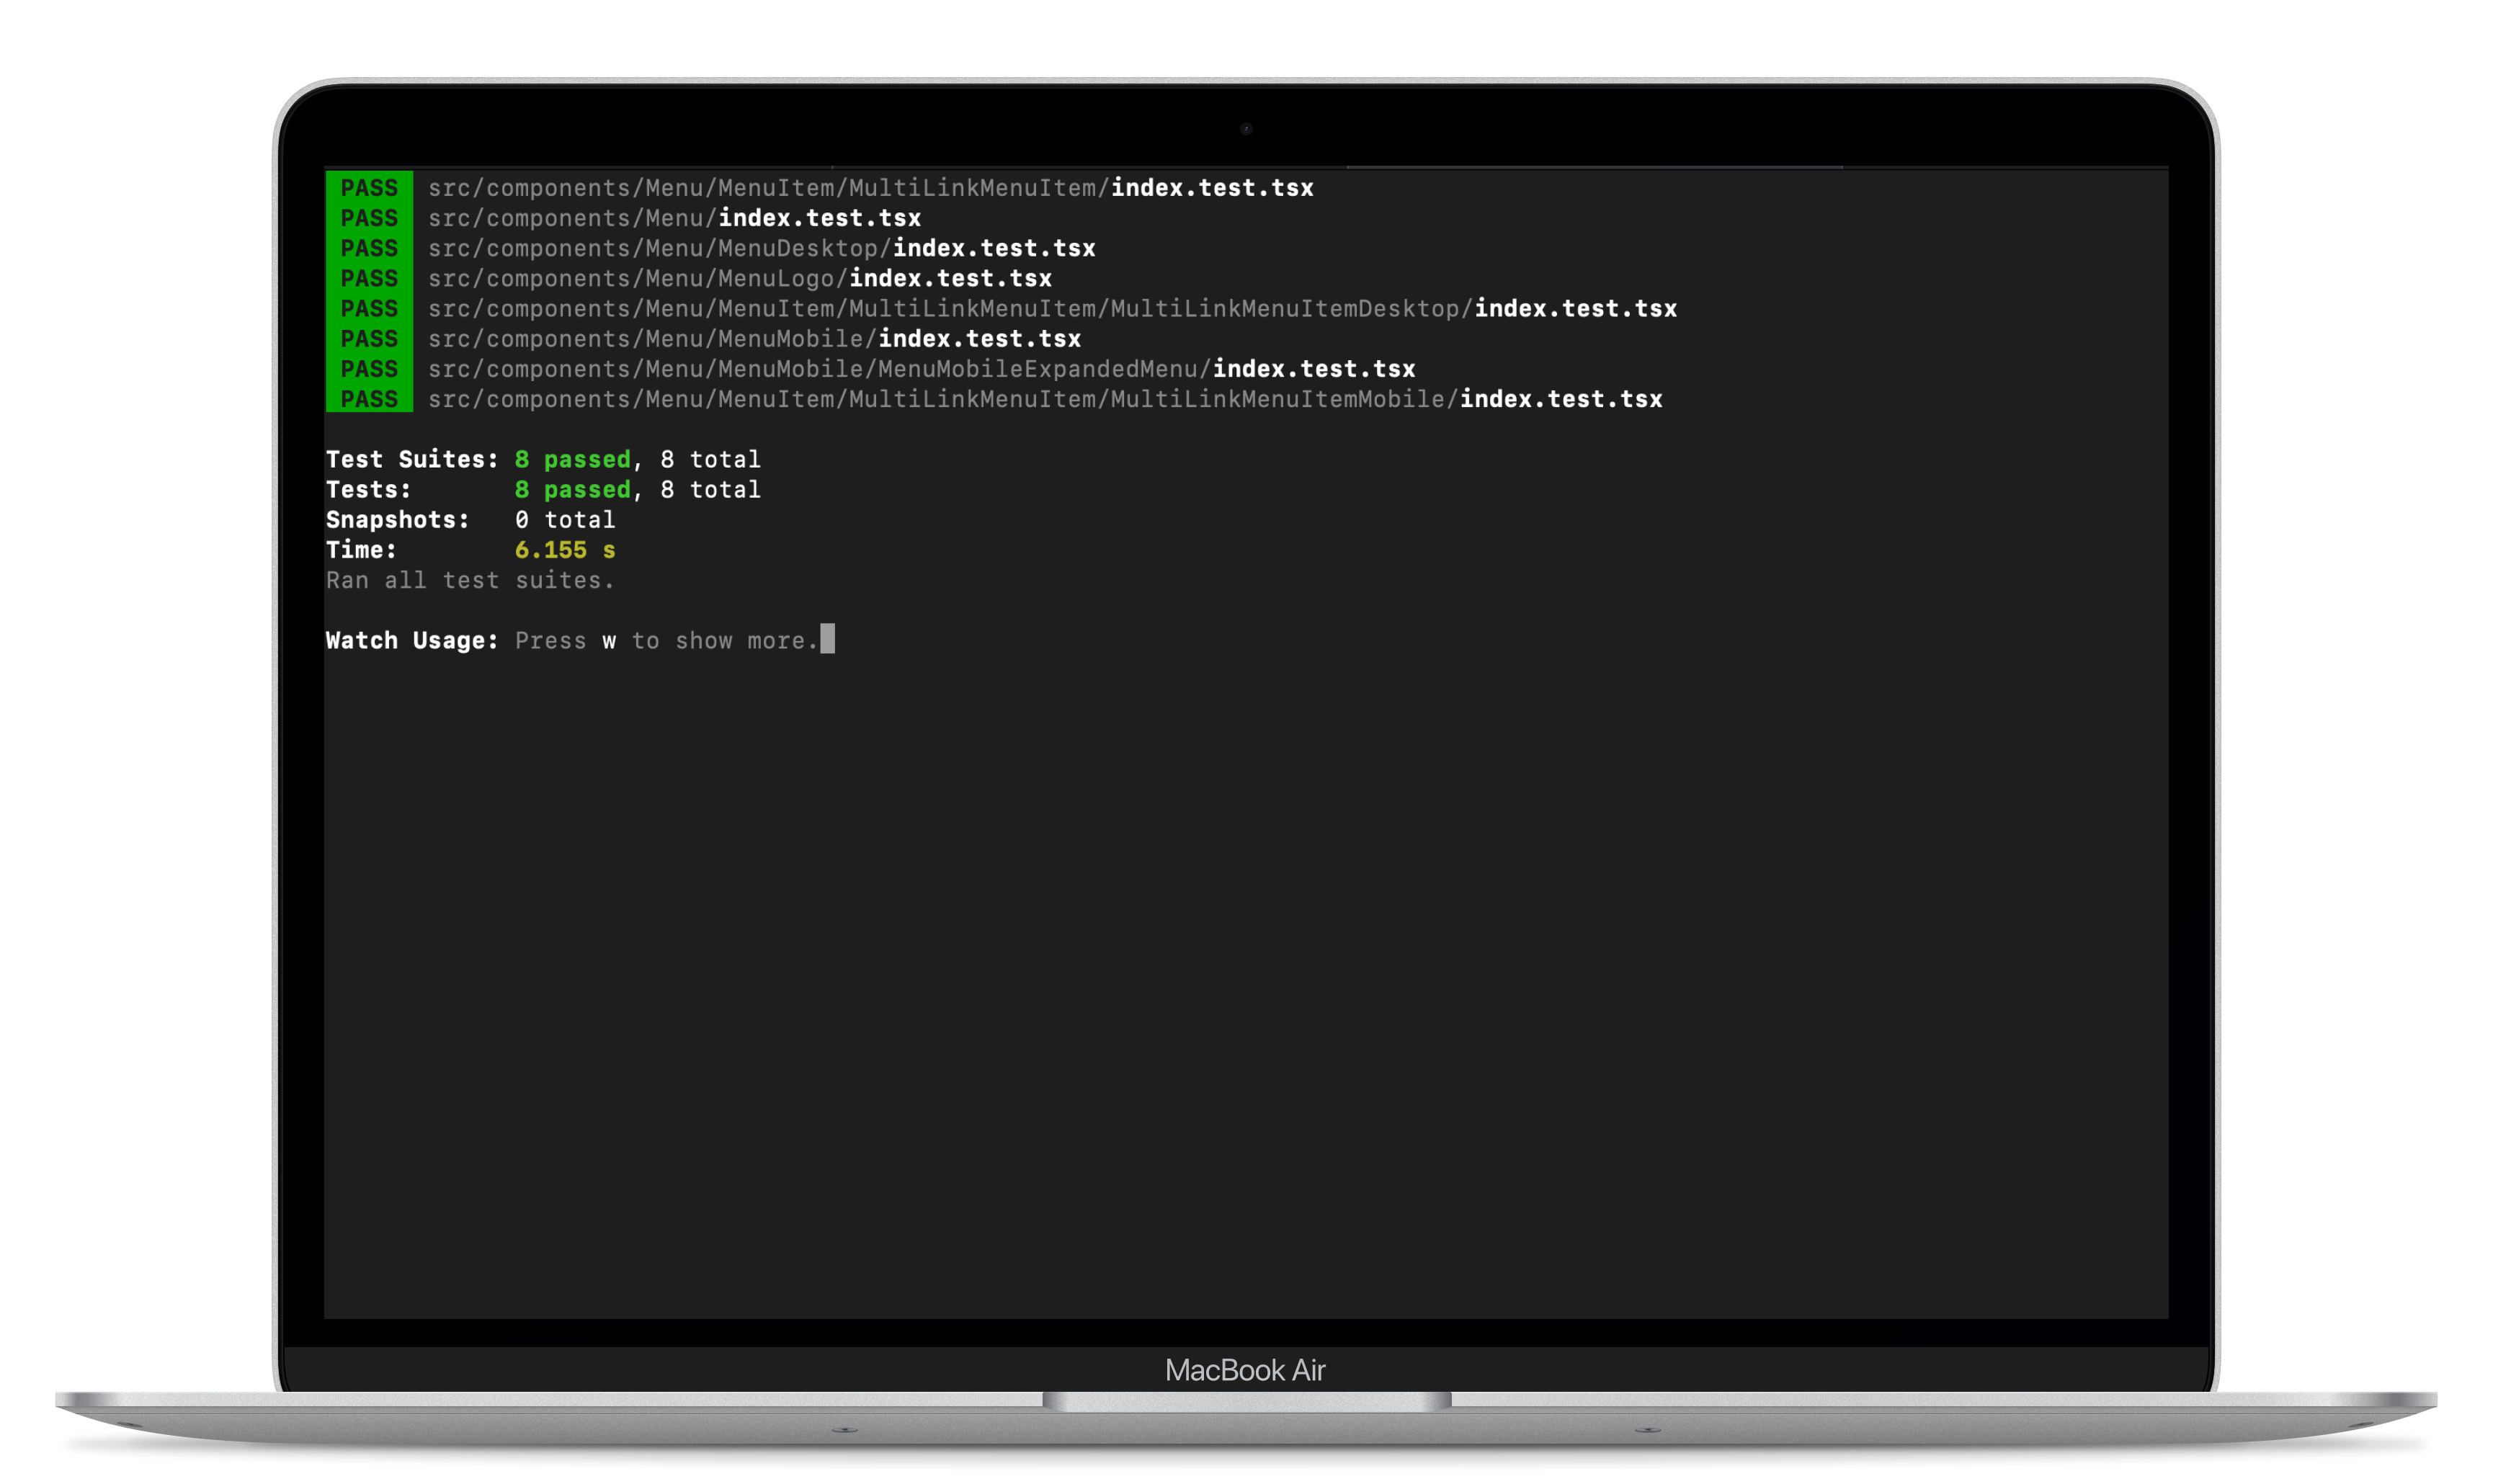 PASS src/components/Menu/MenuItem/MultiLinkMenuItem/index.test.tsx
PASS src/components/Menu/index.test.tsx
PASS src/components/Menu/MenuDesktop/index.test.tsx
PASS src/components/Menu/MenuLogo/index.test.tsx
PASS src/components/Menu/MenuItem/MultiLinkMenuItem/MultiLinkMenuItemDesktop/index.test.tsx
PASS src/components/Menu/MenuMobile/index.test.tsx
PASS src/components/Menu/MenuMobile/MenuMobileExpandedMenu/index.test.tsx
PASS src/components/Menu/MenuItem/MultiLinkMenuItem/MultiLinkMenuItemMobile/index.test.tsx
Test Suites: 8 passed, 8 total
Tests: 8 passed, 8 total
Snapshots: 0 total
Time: 6.155 s
Ran all test suites.
Watch Usage: Press w to show more.
MacBook Air